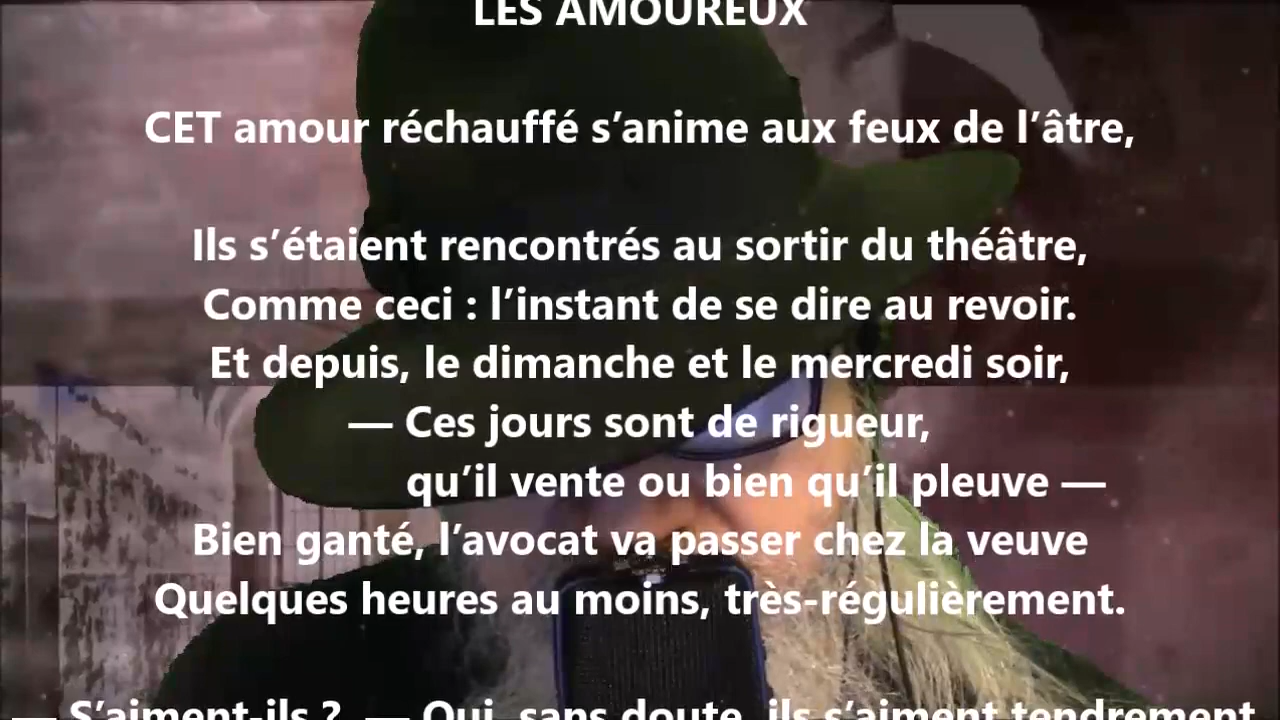 LES AMOUREUX
CET amour réchauffé s’anime aux feux de l’âtre,
Ils s’étaient rencontrés au sortir du théâtre,
Comme ceci : l’instant de se dire au revoir.
Et depuis, le dimanche et le mercredi soir,
— Ces jours sont de rigueur,
qu’il vente ou bien qu’il pleuve —
Bien ganté, l’avocat va passer chez la veuve
Quelques heures au moins, très-régulièrement.
— S’aiment-ils ? — Oui, sans doute, ils s’aiment tendrement